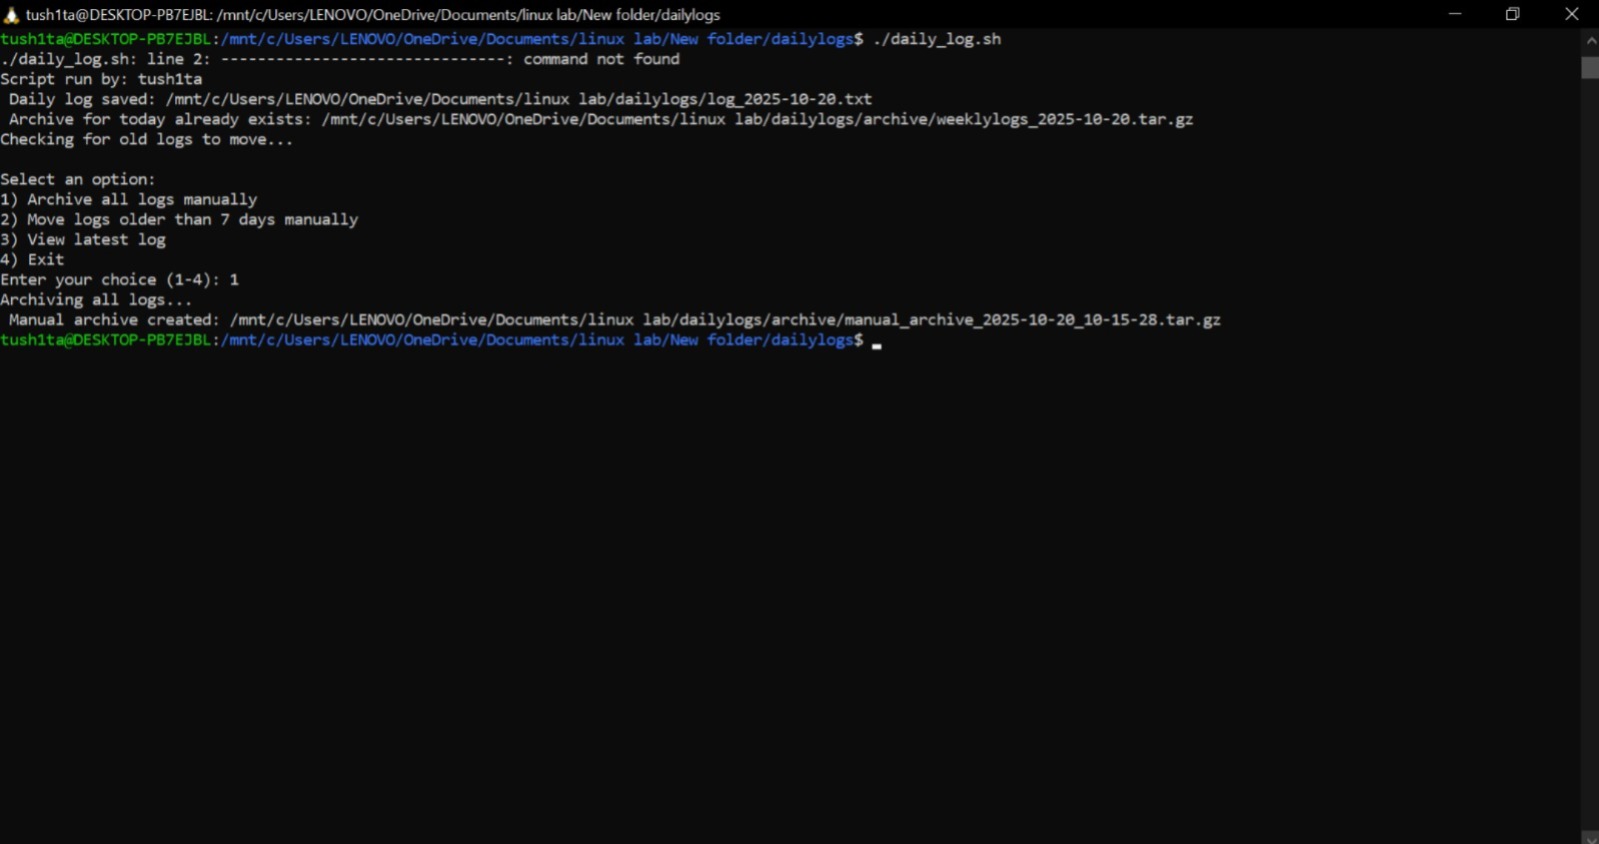 tush1ta@DESKTOP-PB7EJBL: /mnt/c/Users/LENOVO/OneDrive/Documents/linux lab/New folder/dailylogs
tush1ta@DESKTOP-PB7EJBL:/mnt/c/Users/LENOVO/OneDrive/Documents/linux lab/New folder/dailylogs$ ./daily_log.sh
./daily_log.sh: line 2: -------------------------------: command not found
Script run by: tush1ta
 Daily log saved: /mnt/c/Users/LENOVO/OneDrive/Documents/linux lab/dailylogs/log_2025-10-20.txt
 Archive for today already exists: /mnt/c/Users/LENOVO/OneDrive/Documents/linux lab/dailylogs/archive/weeklylogs_2025-10-20.tar.gz
Checking for old logs to move...
Select an option:
1) Archive all logs manually
2) Move logs older than 7 days manually
3) View latest log
4) Exit
Enter your choice (1-4): 1
Archiving all logs...
 Manual archive created: /mnt/c/Users/LENOVO/OneDrive/Documents/linux lab/dailylogs/archive/manual_archive_2025-10-20_10-15-28.tar.gz
tush1ta@DESKTOP-PB7EJBL:/mnt/c/Users/LENOVO/OneDrive/Documents/linux lab/New folder/dailylogs$